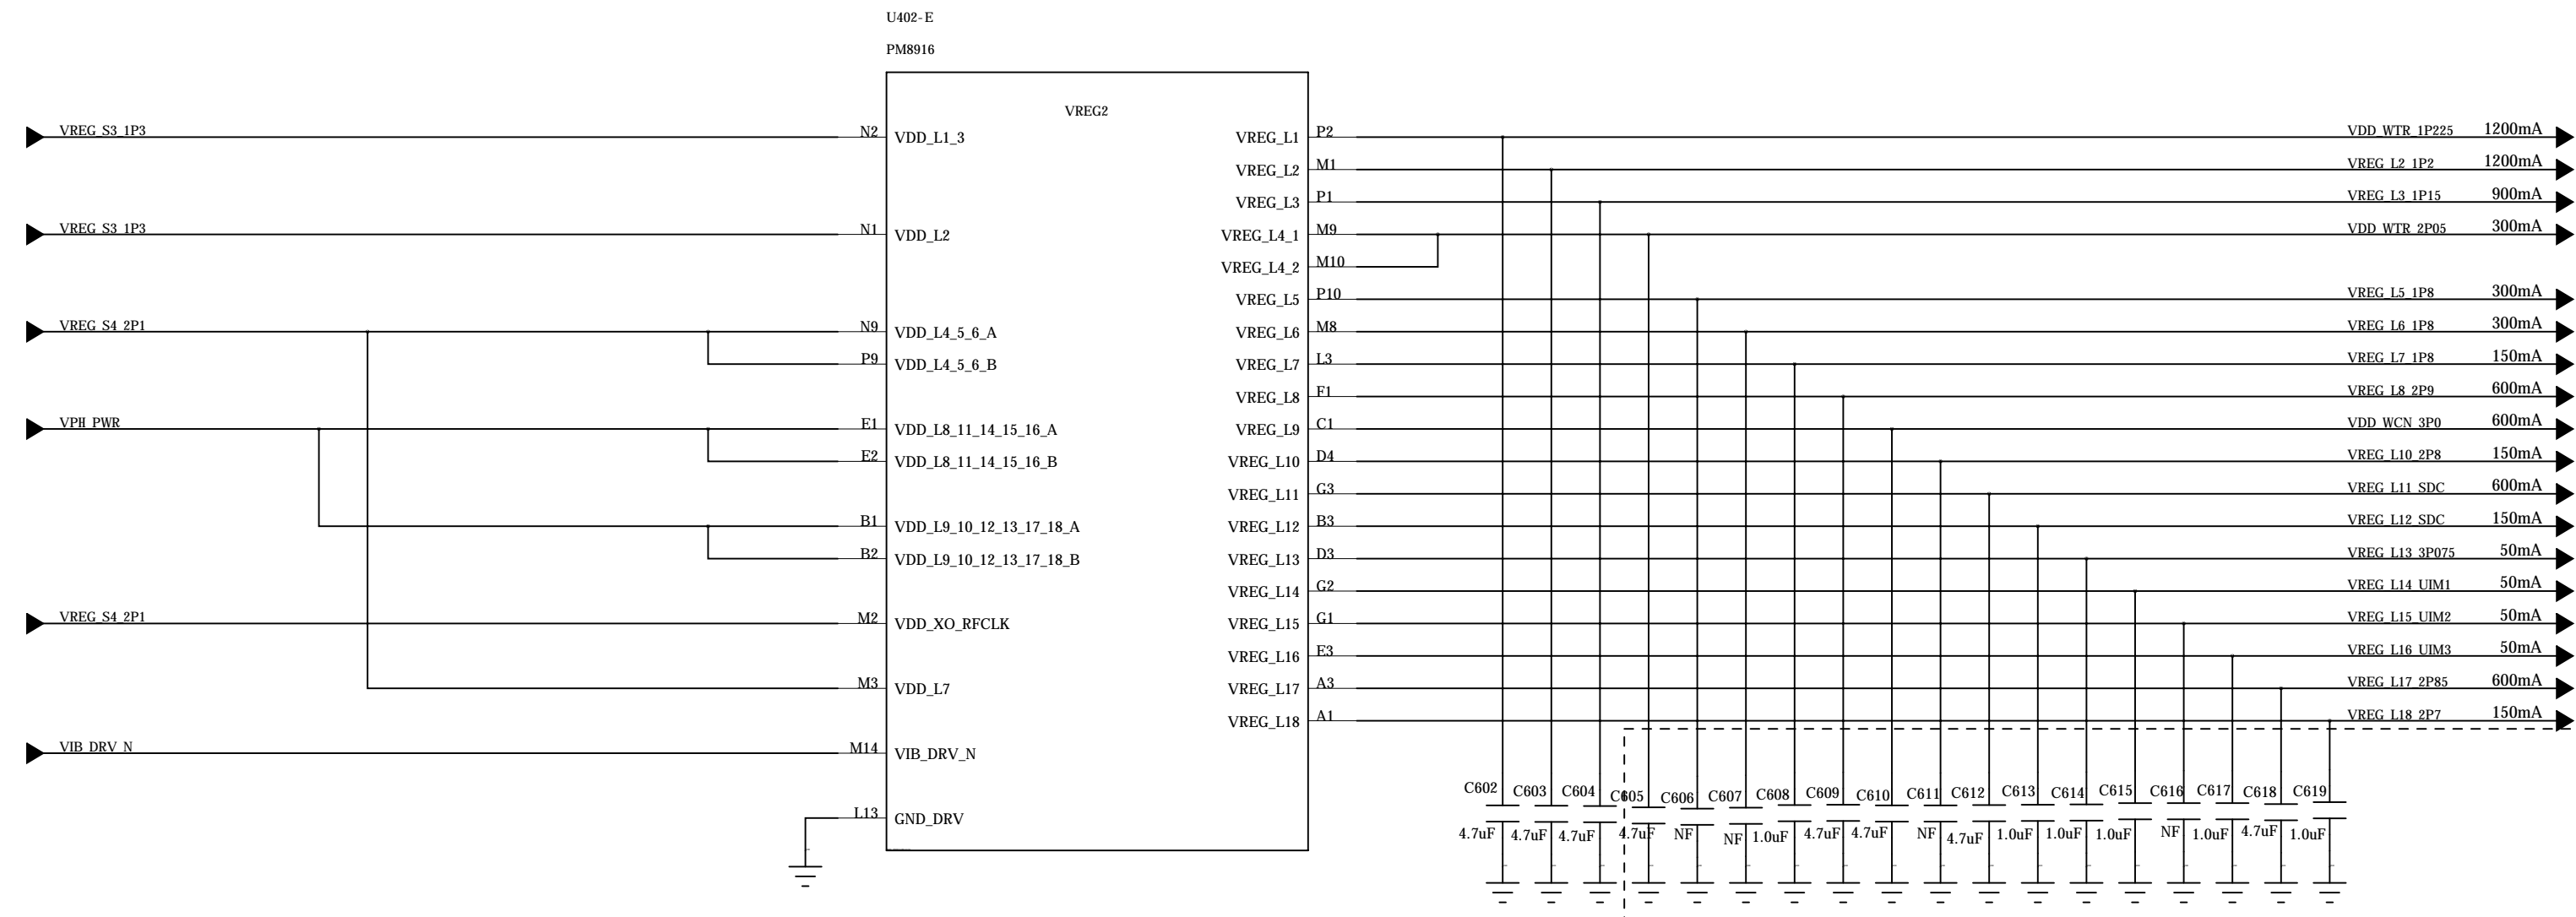 U402-E
PM8916
VREG2
VREG_S3_1P3 N2 VDD_L1_3 VREG_L1 P2 VDD_WTR_1P225 1200mA
VREG_L2 M1 VREG_L2_1P2 1200mA
VREG_L3 P1 VREG_L3_1P15 900mA
VREG_S3_1P3 N1 VDD_L2 VREG_L4_1 M9 VDD_WTR_2P05 300mA
VREG_L4_2 M10
VREG_L5 P10 VREG_L5_1P8 300mA
VREG_S4_2P1 N9 VDD_L4_5_6_A VREG_L6 M8 VREG_L6_1P8 300mA
P9 VDD_L4_5_6_B VREG_L7 L3 VREG_L7_1P8 150mA
VREG_L8 F1 VREG_L8_2P9 600mA
VPH_PWR E1 VDD_L8_11_14_15_16_A VREG_L9 C1 VDD_WCN_3P0 600mA
E2 VDD_L8_11_14_15_16_B VREG_L10 D4 VREG_L10_2P8 150mA
VREG_L11 G3 VREG_L11_SDC 600mA
B1 VDD_L9_10_12_13_17_18_A VREG_L12 B3 VREG_L12_SDC 150mA
B2 VDD_L9_10_12_13_17_18_B VREG_L13 D3 VREG_L13_3P075 50mA
VREG_L14 G2 VREG_L14_UIM1 50mA
VREG_S4_2P1 M2 VDD_XO_RFCLK VREG_L15 G1 VREG_L15_UIM2 50mA
VREG_L16 E3 VREG_L16_UIM3 50mA
M3 VDD_L7 VREG_L17 A3 VREG_L17_2P85 600mA
VREG_L18 A1 VREG_L18_2P7 150mA
VIB_DRV_N M14 VIB_DRV_N
L13 GND_DRV
C602 C603 C604 C605 C606 C607 C608 C609 C610 C611 C612 C613 C614 C615 C616 C617 C618 C619
4.7uF 4.7uF 4.7uF 4.7uF NF NF 1.0uF 4.7uF 4.7uF NF 4.7uF 1.0uF 1.0uF 1.0uF NF 1.0uF 4.7uF 1.0uF